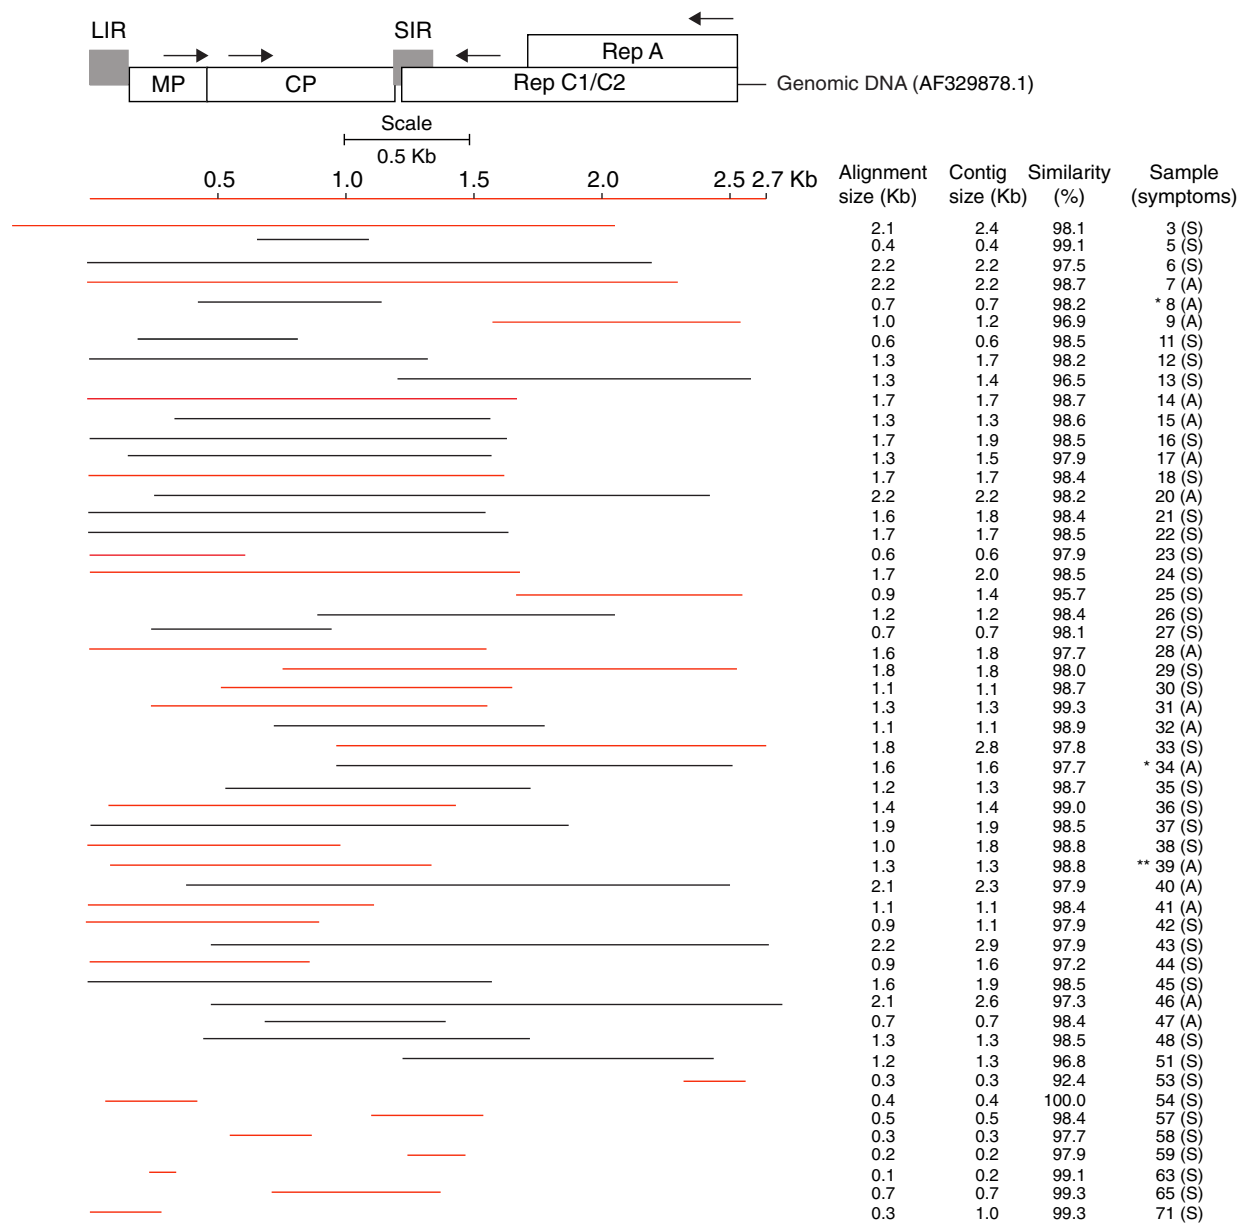 LIR SIR
Rep A
MP CP Rep C1/C2 Genomic DNA (AF329878.1)
Scale
0.5 Kb
0.5 1.0 1.5 2.0 2.5 2.7 Kb
Alignment size (Kb) Contig size (Kb) Similarity (%) Sample (symptoms)
2.1 2.4 98.1 3 (S)
0.4 0.4 99.1 5 (S)
2.2 2.2 97.5 6 (S)
2.2 2.2 98.7 7 (A)
0.7 0.7 98.2 * 8 (A)
1.0 1.2 96.9 9 (A)
0.6 0.6 98.5 11 (S)
1.3 1.7 98.2 12 (S)
1.3 1.4 96.5 13 (S)
1.7 1.7 98.7 14 (A)
1.3 1.3 98.6 15 (A)
1.7 1.9 98.5 16 (S)
1.3 1.5 97.9 17 (A)
1.7 1.7 98.4 18 (S)
2.2 2.2 98.2 20 (A)
1.6 1.8 98.4 21 (S)
1.7 1.7 98.5 22 (S)
0.6 0.6 97.9 23 (S)
1.7 2.0 98.5 24 (S)
0.9 1.4 95.7 25 (S)
1.2 1.2 98.4 26 (S)
0.7 0.7 98.1 27 (S)
1.6 1.8 97.7 28 (A)
1.8 1.8 98.0 29 (S)
1.1 1.1 98.7 30 (S)
1.3 1.3 99.3 31 (A)
1.1 1.1 98.9 32 (A)
1.8 2.8 97.8 33 (S)
1.6 1.6 97.7 * 34 (A)
1.2 1.3 98.7 35 (S)
1.4 1.4 99.0 36 (S)
1.9 1.9 98.5 37 (S)
1.0 1.8 98.8 38 (S)
1.3 1.3 98.8 ** 39 (A)
2.1 2.3 97.9 40 (A)
1.1 1.1 98.4 41 (A)
0.9 1.1 97.9 42 (S)
2.2 2.9 97.9 43 (S)
0.9 1.6 97.2 44 (S)
1.6 1.9 98.5 45 (S)
2.1 2.6 97.3 46 (A)
0.7 0.7 98.4 47 (A)
1.3 1.3 98.5 48 (S)
1.2 1.3 96.8 51 (S)
0.3 0.3 92.4 53 (S)
0.4 0.4 100.0 54 (S)
0.5 0.5 98.4 57 (S)
0.3 0.3 97.7 58 (S)
0.2 0.2 97.9 59 (S)
0.1 0.2 99.1 63 (S)
0.7 0.7 99.3 65 (S)
0.3 1.0 99.3 71 (S)